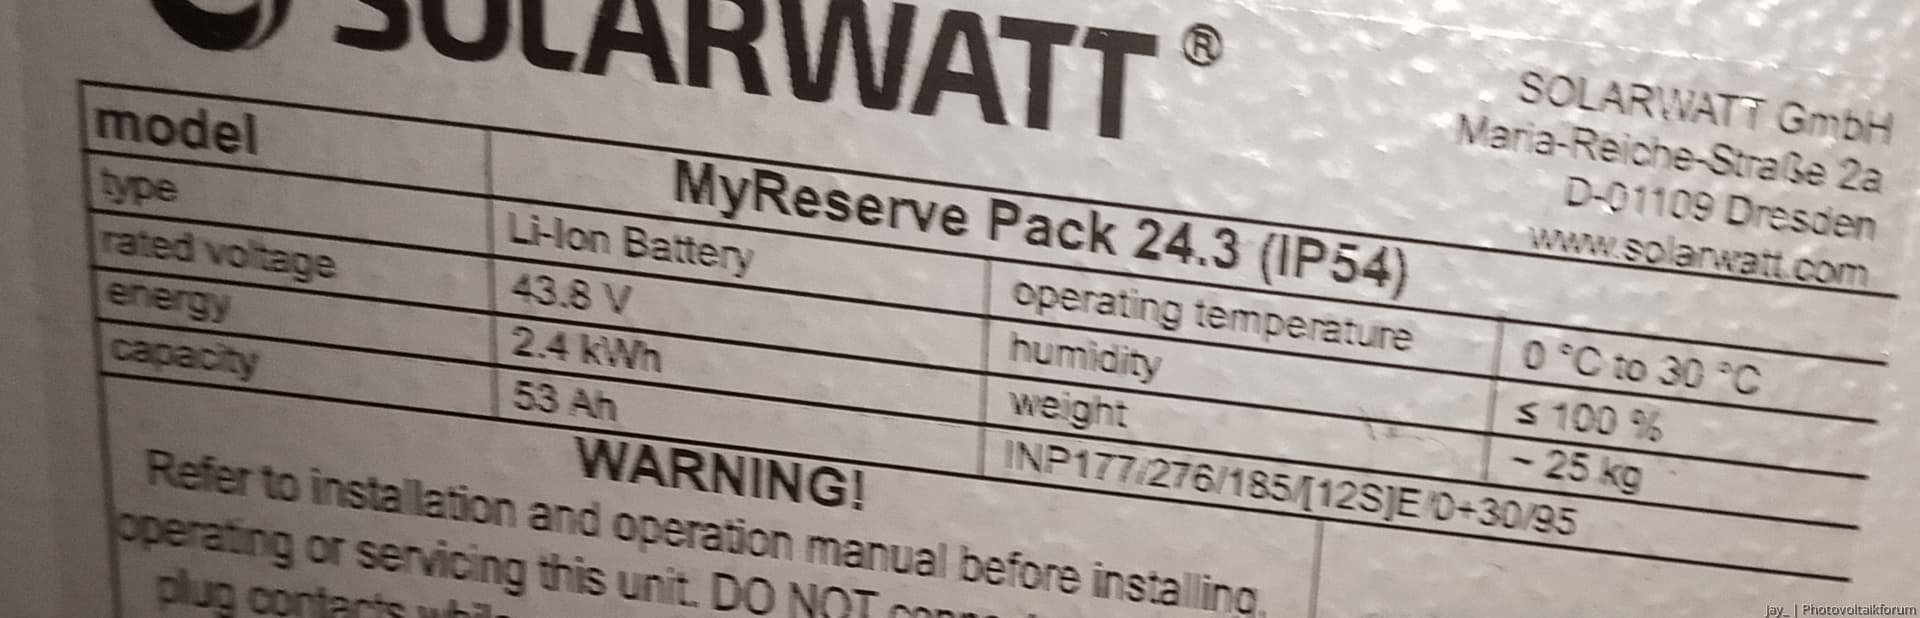 SOLARWATT®
SOLARWATT GmbH
Maria-Reiche-Straße 2a
D-01109 Dresden
www.solarwatt.com
model MyReserve Pack 24.3 (IP54)
type Li-Ion Battery operating temperature 0 °C to 30 °C
rated voltage 43.8 V humidity ≤ 100 %
energy 2.4 kWh weight ~ 25 kg
capacity 53 Ah INP177/276/185/[12S]E/0+30/95
WARNING!
Refer to installation and operation manual before installing,
operating or servicing this unit. DO NOT
plug contacts
jay_ | Photovoltaikforum